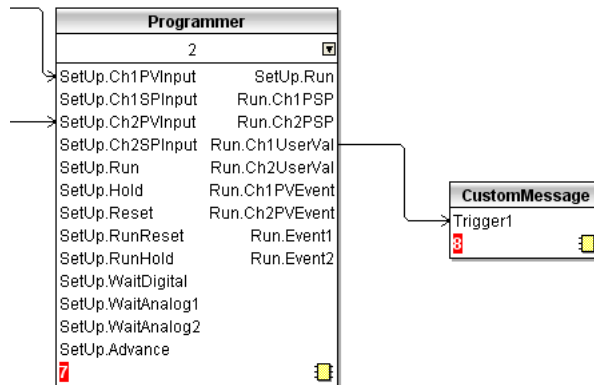 Programmer
2
SetUp.Ch1PVInput SetUp.Run
SetUp.Ch1SPInput Run.Ch1PSP
SetUp.Ch2PVInput Run.Ch2PSP
SetUp.Ch2SPInput Run.Ch1UserVal
SetUp.Run Run.Ch2UserVal
SetUp.Hold Run.Ch1PVEvent
SetUp.Reset Run.Ch2PVEvent
SetUp.RunReset Run.Event1
SetUp.RunHold Run.Event2
SetUp.WaitDigital
SetUp.WaitAnalog1
SetUp.WaitAnalog2
SetUp.Advance
7
CustomMessage
Trigger1
8